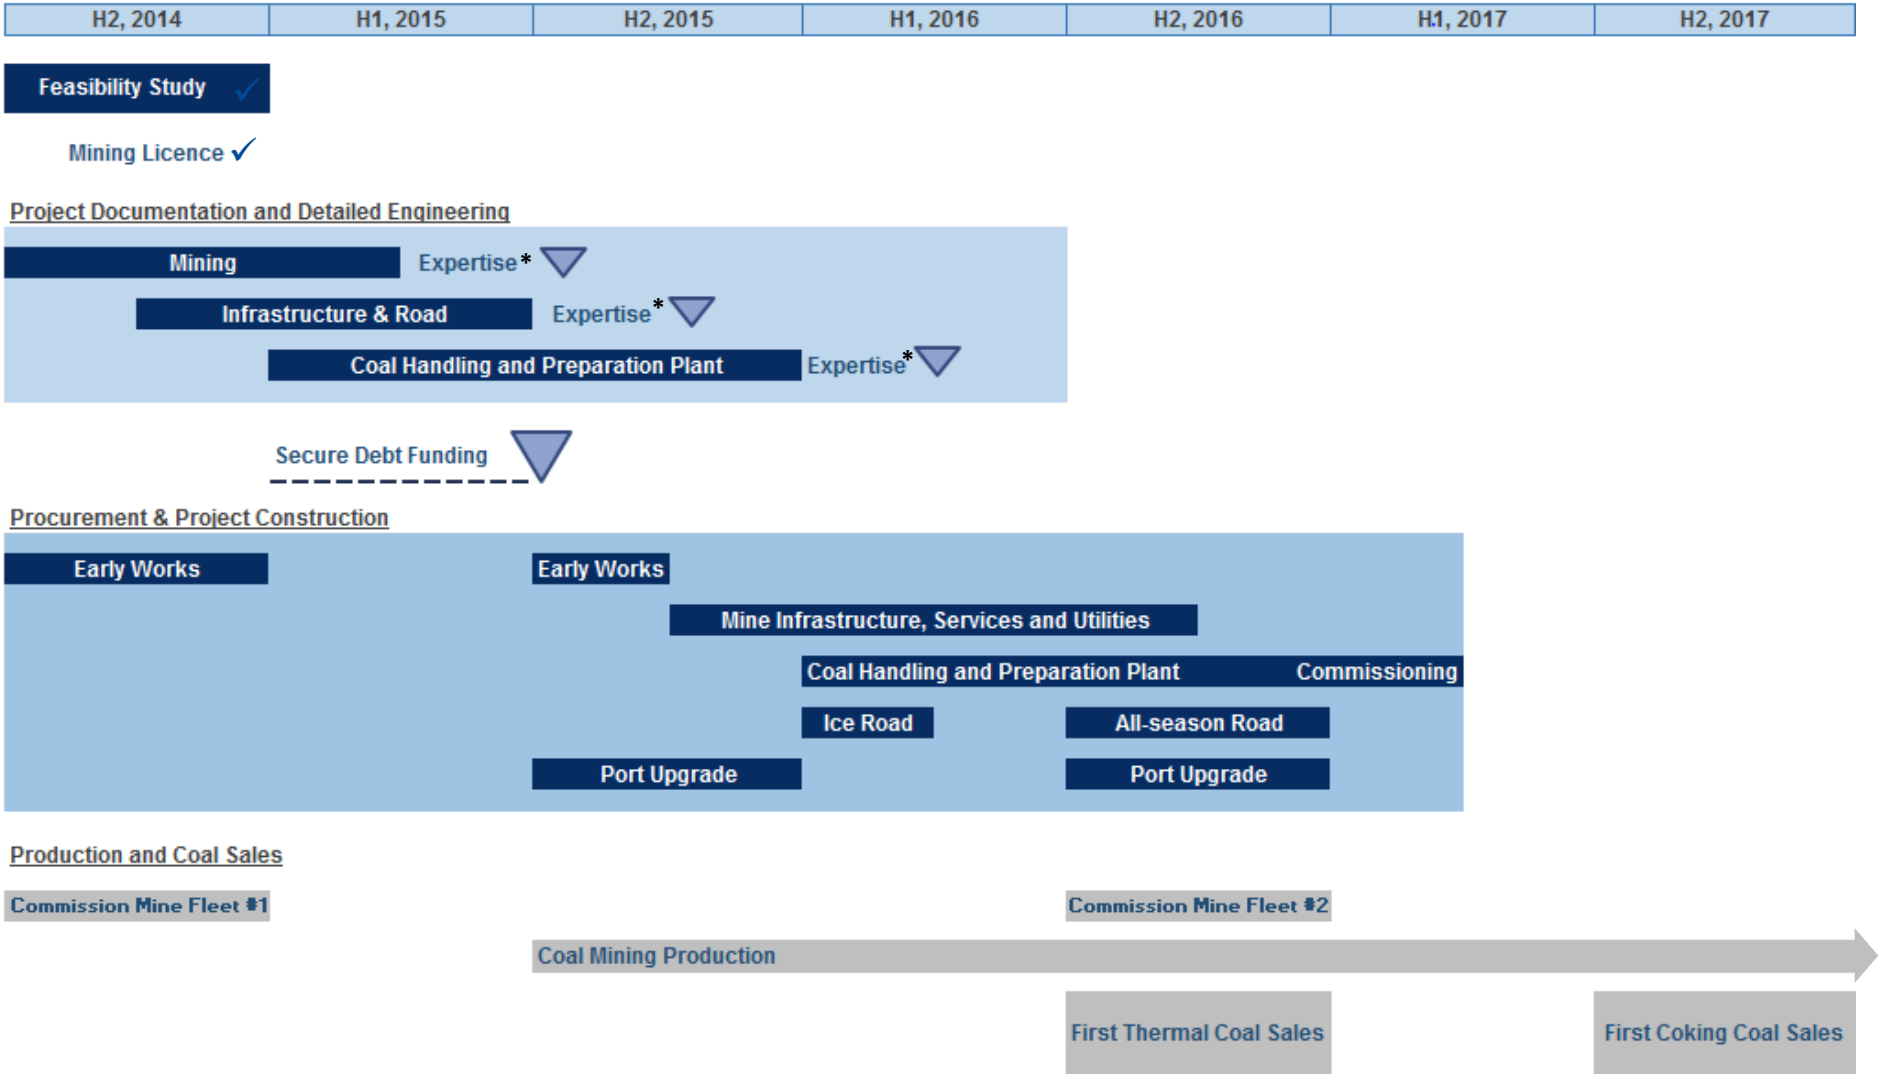 H2, 2014 H1, 2015 H2, 2015 H1, 2016 H2, 2016 H1, 2017 H2, 2017
Feasibility Study ✓
Mining Licence ✓
Project Documentation and Detailed Engineering
Mining Expertise*
Infrastructure & Road Expertise*
Coal Handling and Preparation Plant Expertise*
Secure Debt Funding
Procurement & Project Construction
Early Works Early Works
Mine Infrastructure, Services and Utilities
Coal Handling and Preparation Plant Commissioning
Ice Road All-season Road
Port Upgrade Port Upgrade
Production and Coal Sales
Commission Mine Fleet #1 Commission Mine Fleet #2
Coal Mining Production
First Thermal Coal Sales First Coking Coal Sales